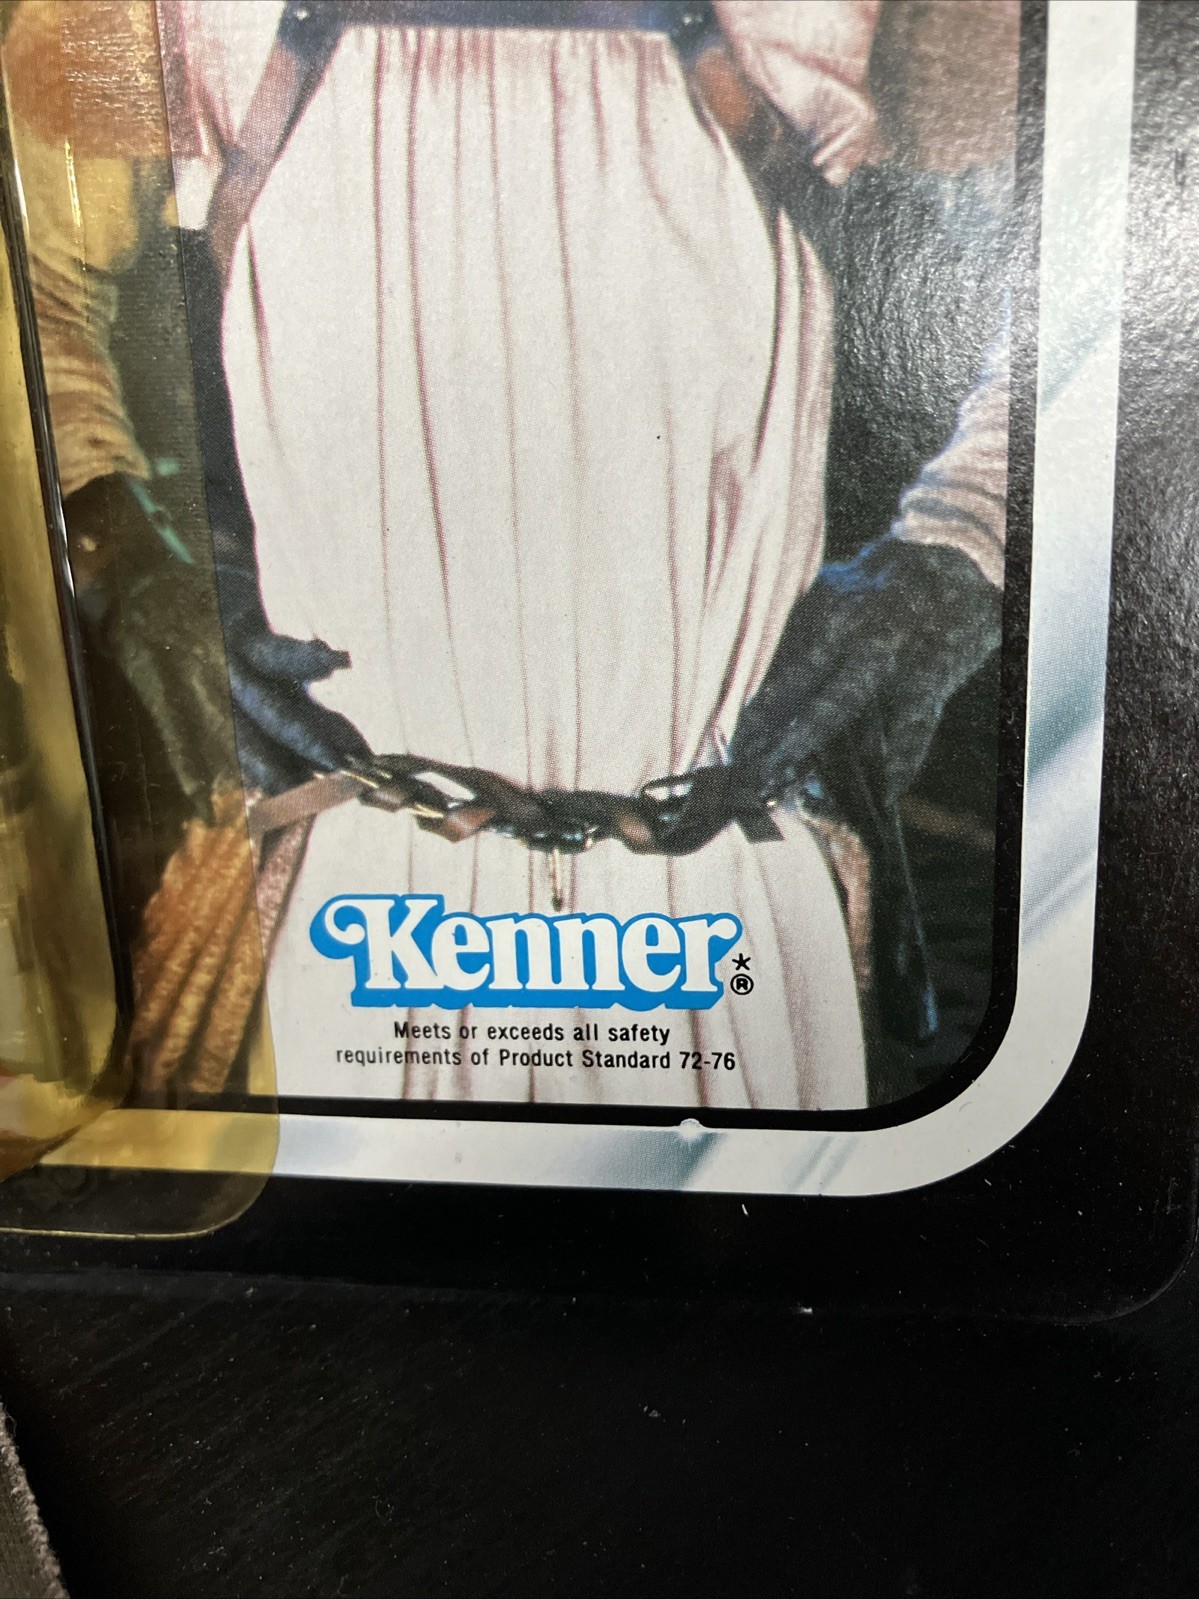 Kenner
★
®
Meets or exceeds all safety
requirements of Product Standard 72-76